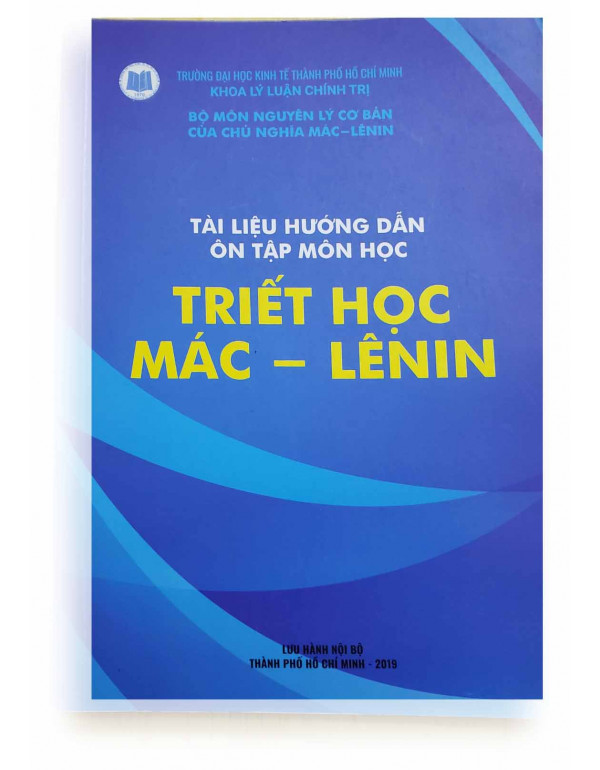 TRƯỜNG ĐẠI HỌC KINH TẾ THÀNH PHỐ HỒ CHÍ MINH
KHOA LÝ LUẬN CHÍNH TRỊ
BỘ MÔN NGUYÊN LÝ CƠ BẢN
CỦA CHỦ NGHĨA MÁC–LÊNIN
TÀI LIỆU HƯỚNG DẪN
ÔN TẬP MÔN HỌC
TRIẾT HỌC
MÁC – LÊNIN
LƯU HÀNH NỘI BỘ
THÀNH PHỐ HỒ CHÍ MINH - 2019